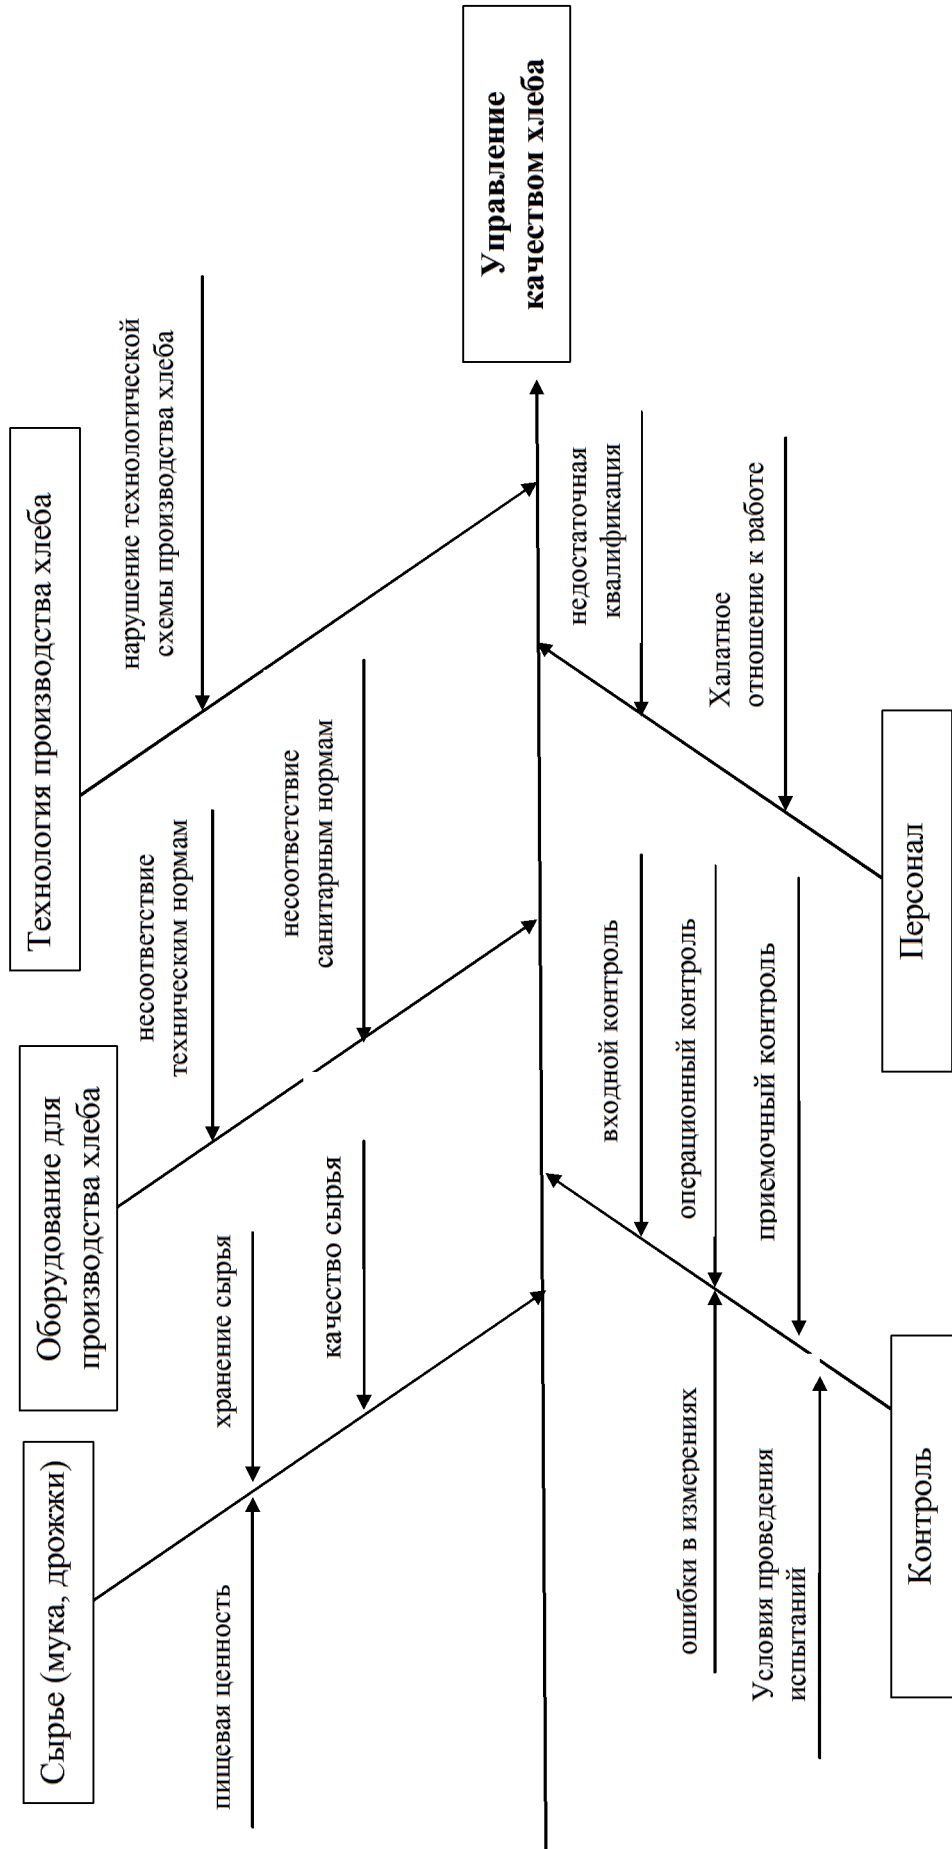 Сырье (мука, дрожжи)
Оборудование для
производства хлеба
Технология производства хлеба
пищевая ценность
хранение сырья
качество сырья
несоответствие
техническим нормам
несоответствие
санитарным нормам
нарушение технологической
схемы производства хлеба
Управление
качеством хлеба
входной контроль
операционный контроль
приемочный контроль
ошибки в измерениях
Условия проведения
испытаний
недостаточная
квалификация
Халатное
отношение к работе
Контроль
Персонал